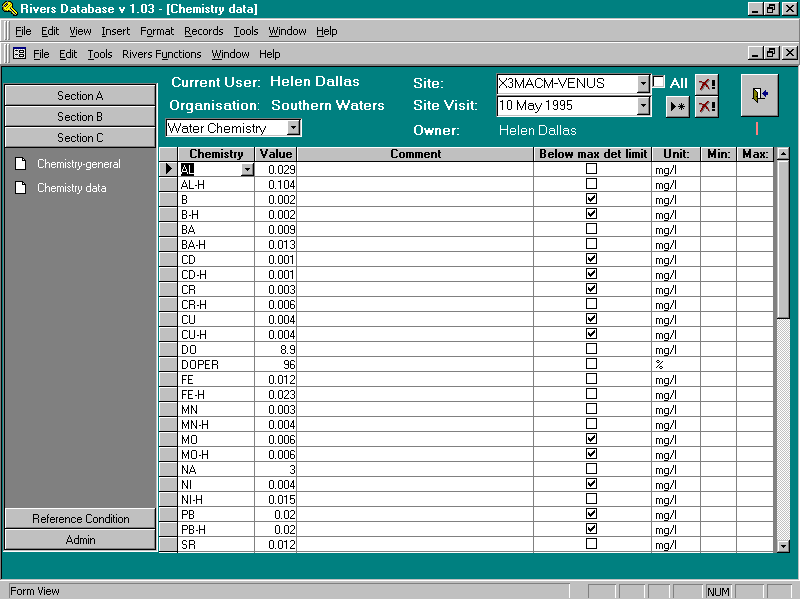 Rivers Database v 1.03 - [Chemistry data]
File Edit View Insert Format Records Tools Window Help
File Edit Tools Rivers Functions Window Help
Current User: Helen Dallas Site: X3MACM-VENUS All
Organisation: Southern Waters Site Visit: 10 May 1995
Water Chemistry Owner: Helen Dallas
Section A
Section B
Section C
Chemistry-general
Chemistry data
Reference Condition
Admin
Chemistry Value Comment Below max det limit Unit: Min: Max:
AL 0.029 mg/l
AL-H 0.104 mg/l
B 0.002 mg/l
B-H 0.002 mg/l
BA 0.009 mg/l
BA-H 0.013 mg/l
CD 0.001 mg/l
CD-H 0.001 mg/l
CR 0.003 mg/l
CR-H 0.006 mg/l
CU 0.004 mg/l
CU-H 0.004 mg/l
DO 8.9 mg/l
DOPER 96 %
FE 0.012 mg/l
FE-H 0.023 mg/l
MN 0.003 mg/l
MN-H 0.004 mg/l
MO 0.006 mg/l
MO-H 0.006 mg/l
NA 3 mg/l
NI 0.004 mg/l
NI-H 0.015 mg/l
PB 0.02 mg/l
PB-H 0.02 mg/l
SR 0.012 mg/l
Form View NUM